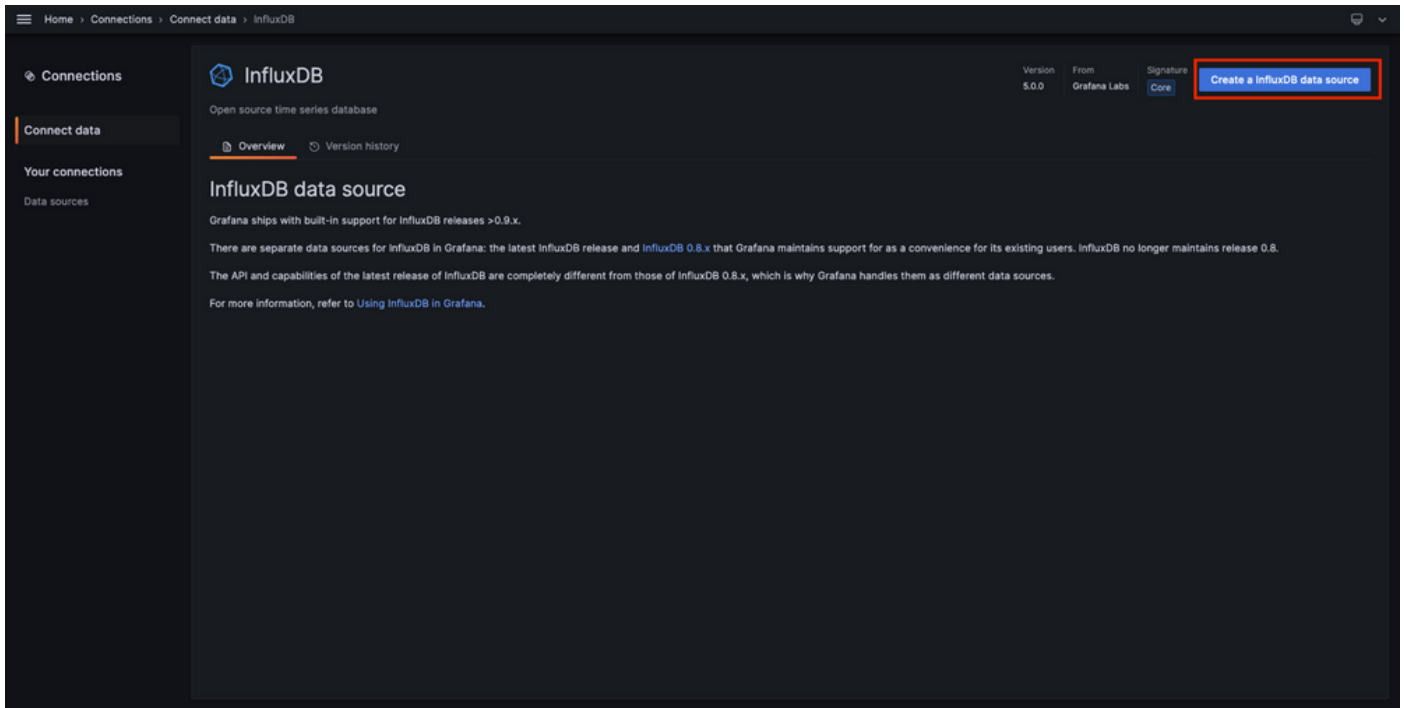 Home › Connections › Connect data › InfluxDB
Connections
Connect data
Your connections
Data sources
InfluxDB
Open source time series database
Version
5.0.0
From
Grafana Labs
Signature
Core
Create a InfluxDB data source
Overview
Version history
InfluxDB data source
Grafana ships with built-in support for InfluxDB releases >0.9.x.
There are separate data sources for InfluxDB in Grafana: the latest InfluxDB release and InfluxDB 0.8.x that Grafana maintains support for as a convenience for its existing users. InfluxDB no longer maintains release 0.8.
The API and capabilities of the latest release of InfluxDB are completely different from those of InfluxDB 0.8.x, which is why Grafana handles them as different data sources.
For more information, refer to Using InfluxDB in Grafana.